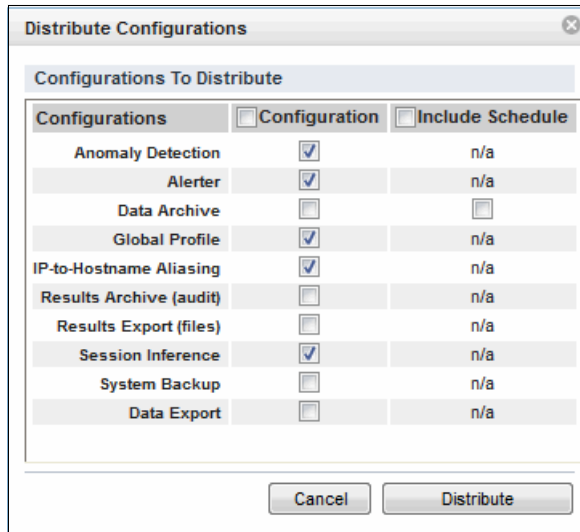 Distribute Configurations
Configurations To Distribute
Configurations Configuration Include Schedule
Anomaly Detection n/a
Alerter n/a
Data Archive
Global Profile n/a
IP-to-Hostname Aliasing n/a
Results Archive (audit) n/a
Results Export (files) n/a
Session Inference n/a
System Backup n/a
Data Export n/a
Cancel Distribute